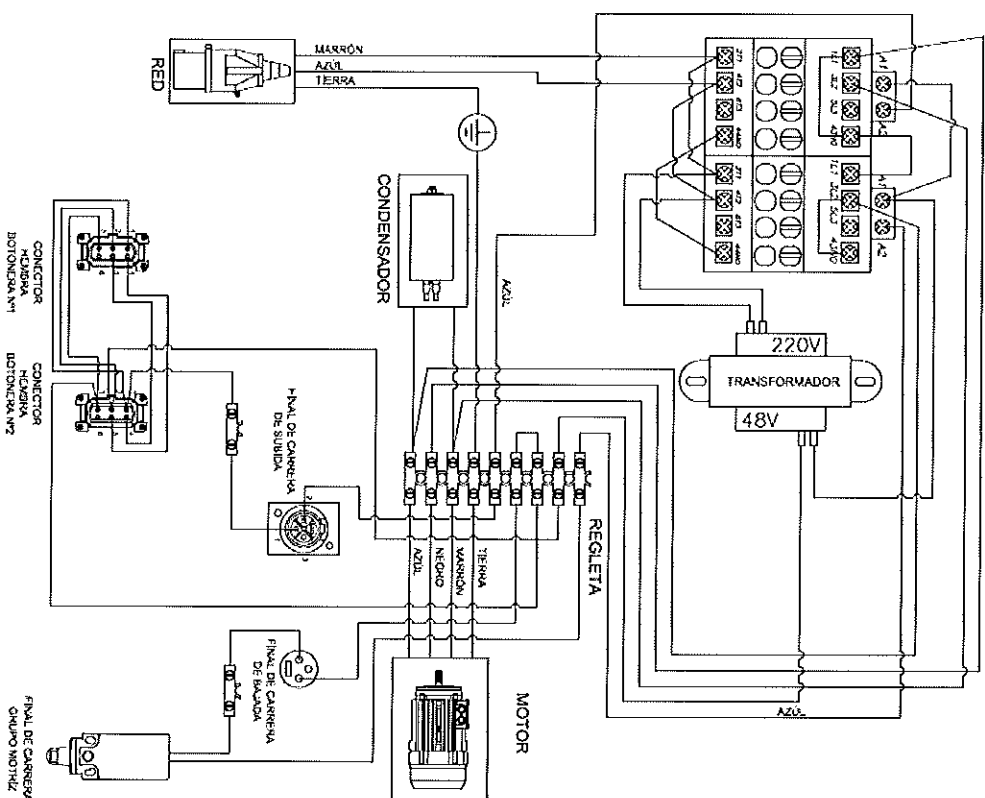 RED
MARRÓN
AZÚL
TIERRA
CONDENSADOR
AZÚL
A1
A2
A1
A2
220V
TRANSFORMADOR
48V
CONECTOR
HEMBRA
BOTONERA Nº1
CONECTOR
HEMBRA
BOTONERA Nº2
FINAL DE CARRERA
DE SUBIDA
REGLETA
AZÚL
NEGRO
MARRÓN
TIERRA
FINAL DE CARRERA
DE BAJADA
MOTOR
AZÚL
FINAL DE CARRERA
GRUPO MOTRÍZ